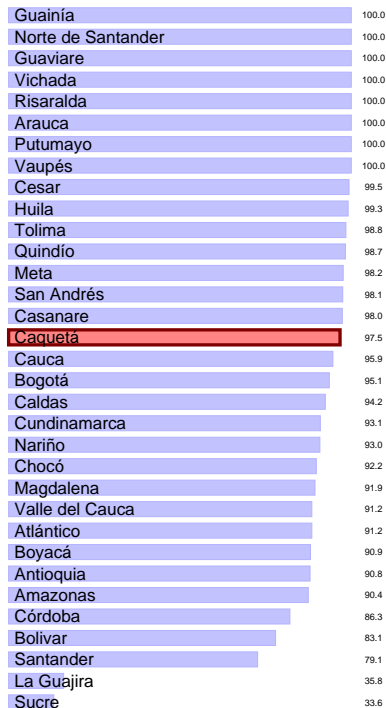 Guainía 100.0
Norte de Santander 100.0
Guaviare 100.0
Vichada 100.0
Risaralda 100.0
Arauca 100.0
Putumayo 100.0
Vaupés 100.0
Cesar 99.5
Huila 99.3
Tolima 98.8
Quindío 98.7
Meta 98.2
San Andrés 98.1
Casanare 98.0
Caquetá 97.5
Cauca 95.9
Bogotá 95.1
Caldas 94.2
Cundinamarca 93.1
Nariño 93.0
Chocó 92.2
Magdalena 91.9
Valle del Cauca 91.2
Atlántico 91.2
Boyacá 90.9
Antioquia 90.8
Amazonas 90.4
Córdoba 86.3
Bolivar 83.1
Santander 79.1
La Guajira 35.8
Sucre 33.6